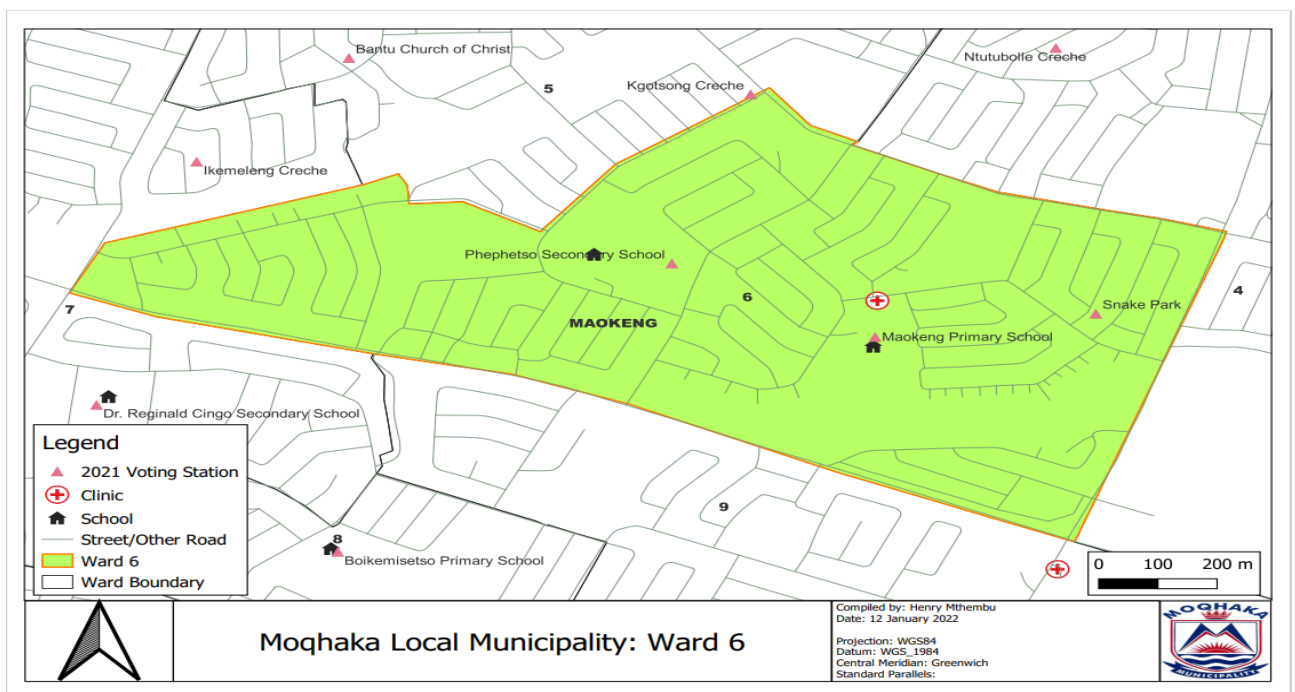 Bantu Church of Christ
Ntutubolle Creche
Kgotsong Creche
5
Ikemeleng Creche
Phephetso Secondary School
6
4
Snake Park
7
MAOKENG
Maokeng Primary School
Dr. Reginald Cingo Secondary School
Legend
2021 Voting Station
Clinic
School
Street/Other Road
Ward 6
Ward Boundary
9
8
Boikemisetso Primary School
0 100 200 m
Moqhaka Local Municipality: Ward 6
Compiled by: Henry Mthembu
Date: 12 January 2022
Projection: WGS84
Datum: WGS_1984
Central Meridian: Greenwich
Standard Parallels:
MOQHAKA
MUNICIPALITY